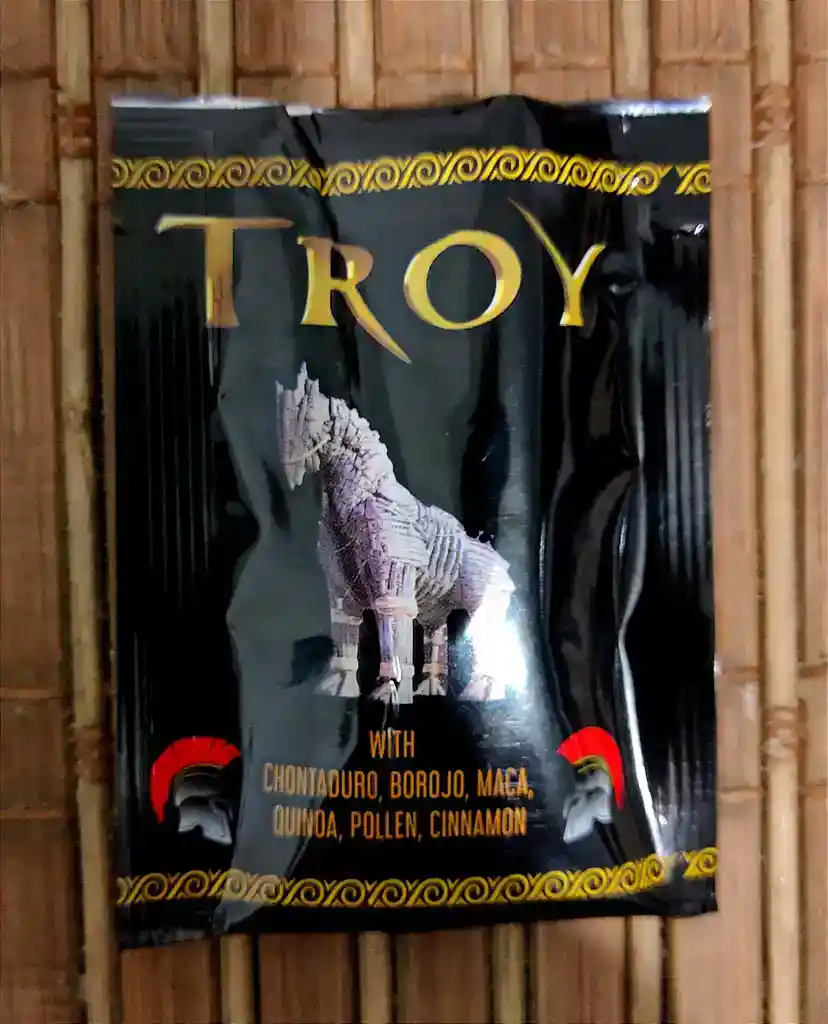 TROY
WITH
CHONTADURO, BOROJO, MACA,
QUINOA, POLLEN, CINNAMON